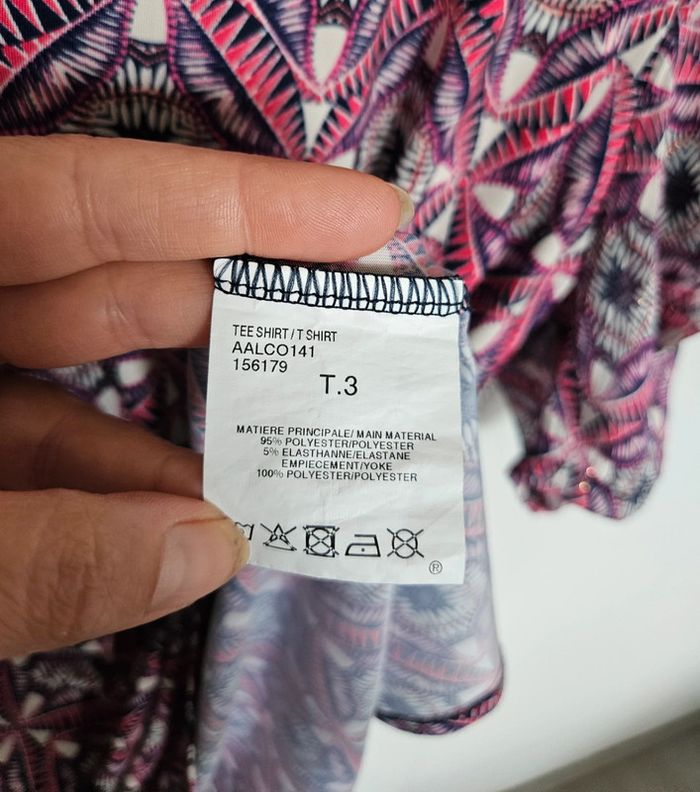 TEE SHIRT / T SHIRT
AALCO141
156179
T.3
MATIERE PRINCIPALE/ MAIN MATERIAL
95% POLYESTER/POLYESTER
5% ELASTHANNE/ELASTANE
EMPIECEMENT/YOKE
100% POLYESTER/POLYESTER
®